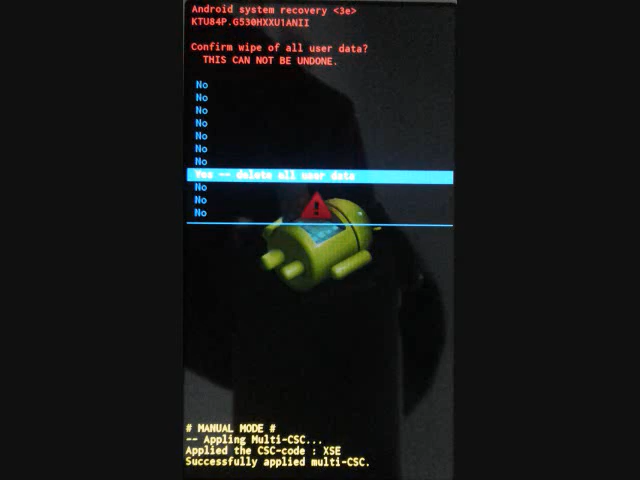 Android system recovery <3e>
KTU84P.G530HXXU1ANII
Confirm wipe of all user data?
THIS CAN NOT BE UNDONE.
No
No
No
No
No
No
No
Yes -- delete all user data
No
No
No
# MANUAL MODE #
-- Appling Multi-CSC...
Applied the CSC-code : XSE
Successfully applied multi-CSC.